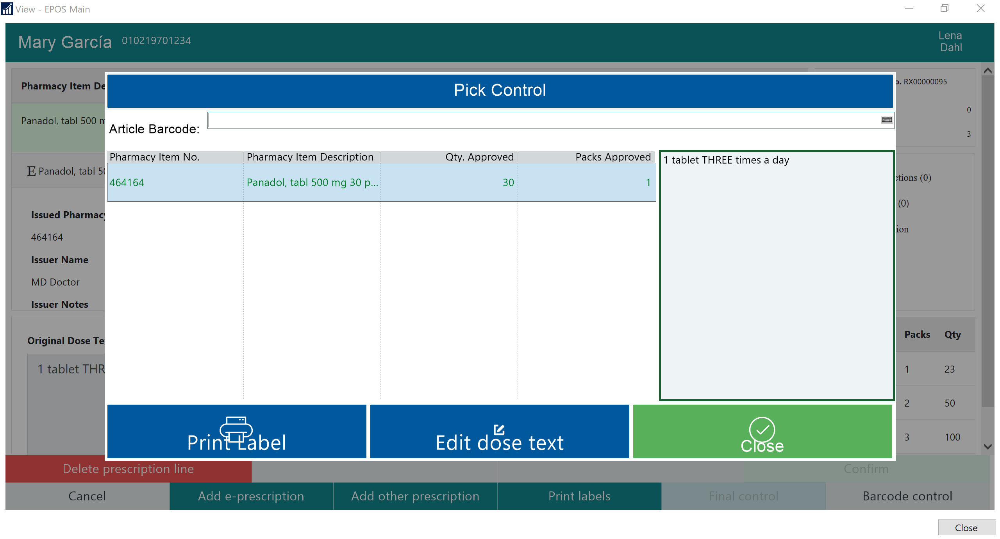 View - EPOS Main
Mary García 010219701234
Lena
Dahl
Pharmacy Item De
o. RX00000095
Panadol, tabl 500 m
0
3
E Panadol, tabl 50
ctions (0)
(0)
ion
Issued Pharmacy
464164
Issuer Name
MD Doctor
Issuer Notes
Original Dose Te
1 tablet THR
Packs Qty
1 23
2 50
3 100
Pick Control
Article Barcode:
Pharmacy Item No. Pharmacy Item Description Qty. Approved Packs Approved
464164 Panadol, tabl 500 mg 30 p... 30 1
1 tablet THREE times a day
Print Label
Edit dose text
Close
Delete prescription line
Confirm
Cancel Add e-prescription Add other prescription Print labels Final control Barcode control
Close